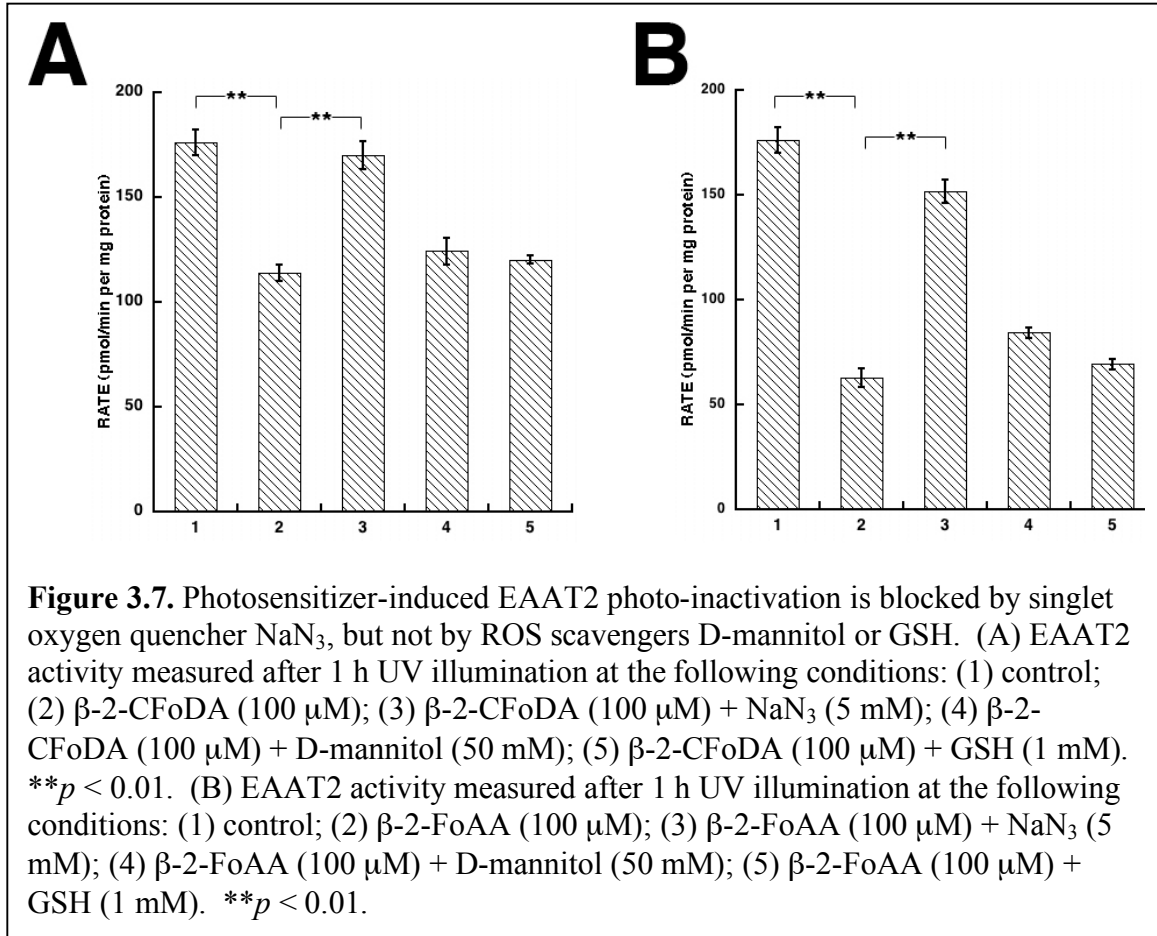 A
B
**
**
**
**
200
150
100
50
0
RATE (pmol/min per mg protein)
1 2 3 4 5
200
150
100
50
0
RATE (pmol/min per mg protein)
1 2 3 4 5
Figure 3.7. Photosensitizer-induced EAAT2 photo-inactivation is blocked by singlet
oxygen quencher NaN₃, but not by ROS scavengers D-mannitol or GSH. (A) EAAT2
activity measured after 1 h UV illumination at the following conditions: (1) control;
(2) β-2-CFoDA (100 μM); (3) β-2-CFoDA (100 μM) + NaN₃ (5 mM); (4) β-2-
CFoDA (100 μM) + D-mannitol (50 mM); (5) β-2-CFoDA (100 μM) + GSH (1 mM).
**p < 0.01. (B) EAAT2 activity measured after 1 h UV illumination at the following
conditions: (1) control; (2) β-2-FoAA (100 μM); (3) β-2-FoAA (100 μM) + NaN₃ (5
mM); (4) β-2-FoAA (100 μM) + D-mannitol (50 mM); (5) β-2-FoAA (100 μM) +
GSH (1 mM). **p < 0.01.